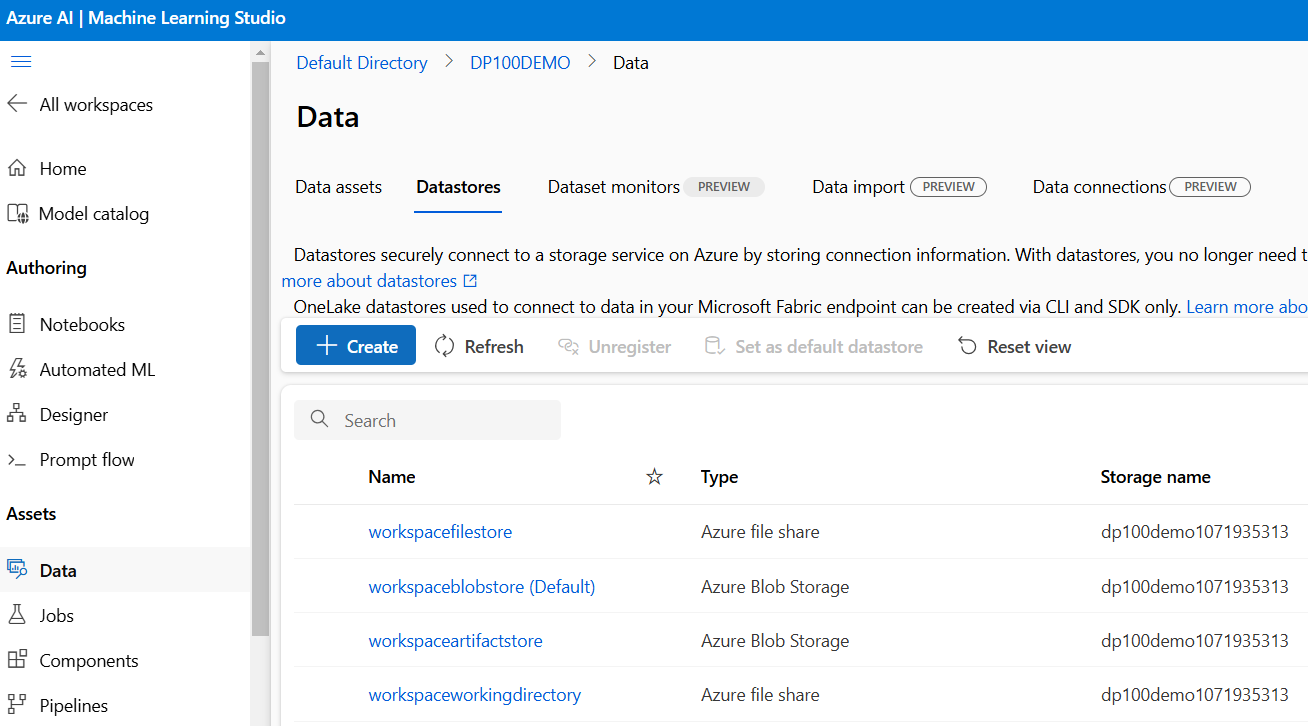 Azure AI | Machine Learning Studio
All workspaces
Home
Model catalog
Authoring
Notebooks
Automated ML
Designer
Prompt flow
Assets
Data
Jobs
Components
Pipelines
Default Directory > DP100DEMO > Data
Data
Data assets Datastores Dataset monitors PREVIEW Data import PREVIEW Data connections PREVIEW
Datastores securely connect to a storage service on Azure by storing connection information. With datastores, you no longer need t
more about datastores
OneLake datastores used to connect to data in your Microsoft Fabric endpoint can be created via CLI and SDK only. Learn more abo
Create Refresh Unregister Set as default datastore Reset view
Search
Name Type Storage name
workspacefilestore Azure file share dp100demo1071935313
workspaceblobstore (Default) Azure Blob Storage dp100demo1071935313
workspaceartifactstore Azure Blob Storage dp100demo1071935313
workspaceworkingdirectory Azure file share dp100demo1071935313